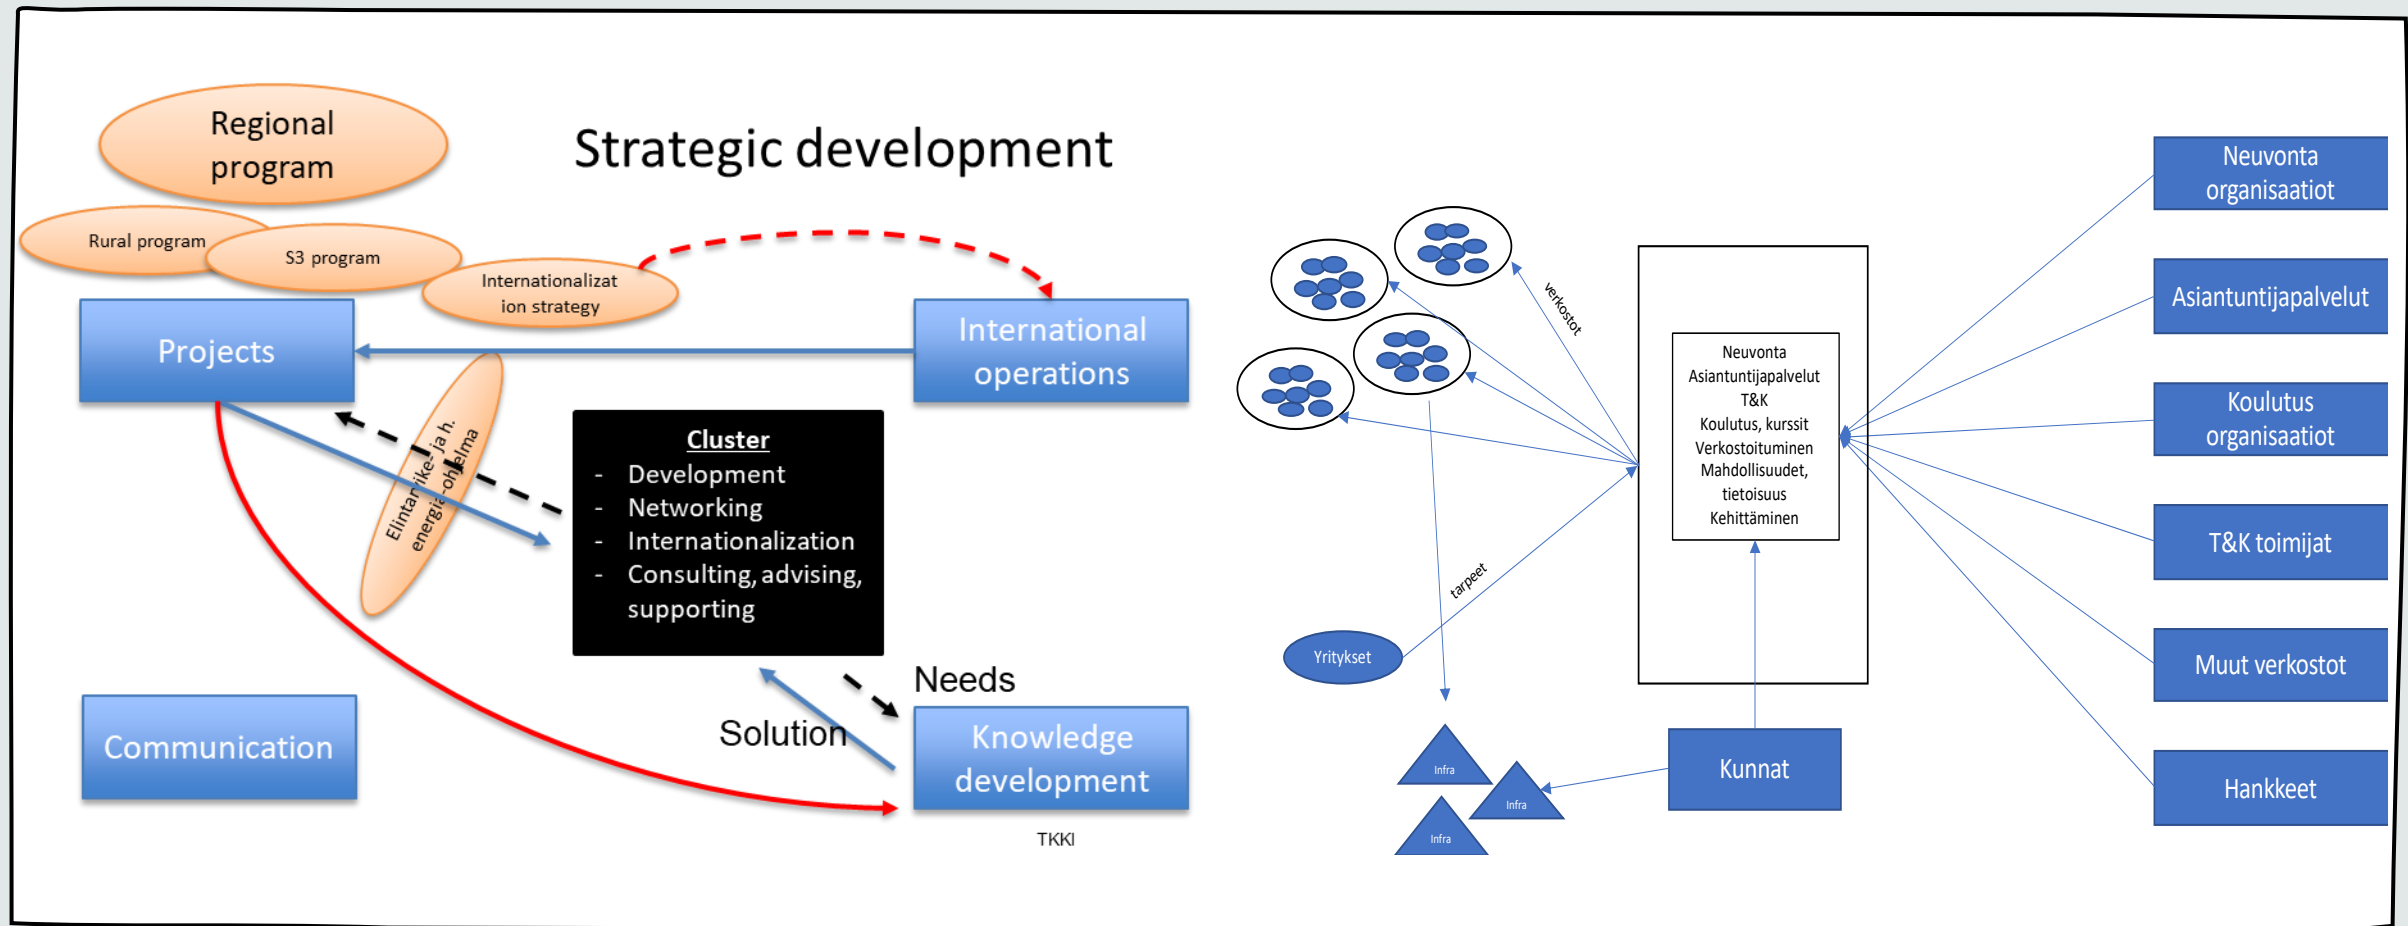 Strategic development
Regional
program
Rural program
S3 program
Internationalizat
ion strategy
Projects
International
operations
Elintarvike- ja h.
energia-ohjelma
Cluster
- Development
- Networking
- Internationalization
- Consulting, advising,
supporting
Needs
Solution
Communication
Knowledge
development
TKKI
verkostot
tarpeet
Yritykset
Infra
Infra
Infra
Neuvonta
Asiantuntijapalvelut
T&K
Koulutus, kurssit
Verkostoituminen
Mahdollisuudet,
tietoisuus
Kehittäminen
Kunnat
Neuvonta
organisaatiot
Asiantuntijapalvelut
Koulutus
organisaatiot
T&K toimijat
Muut verkostot
Hankkeet